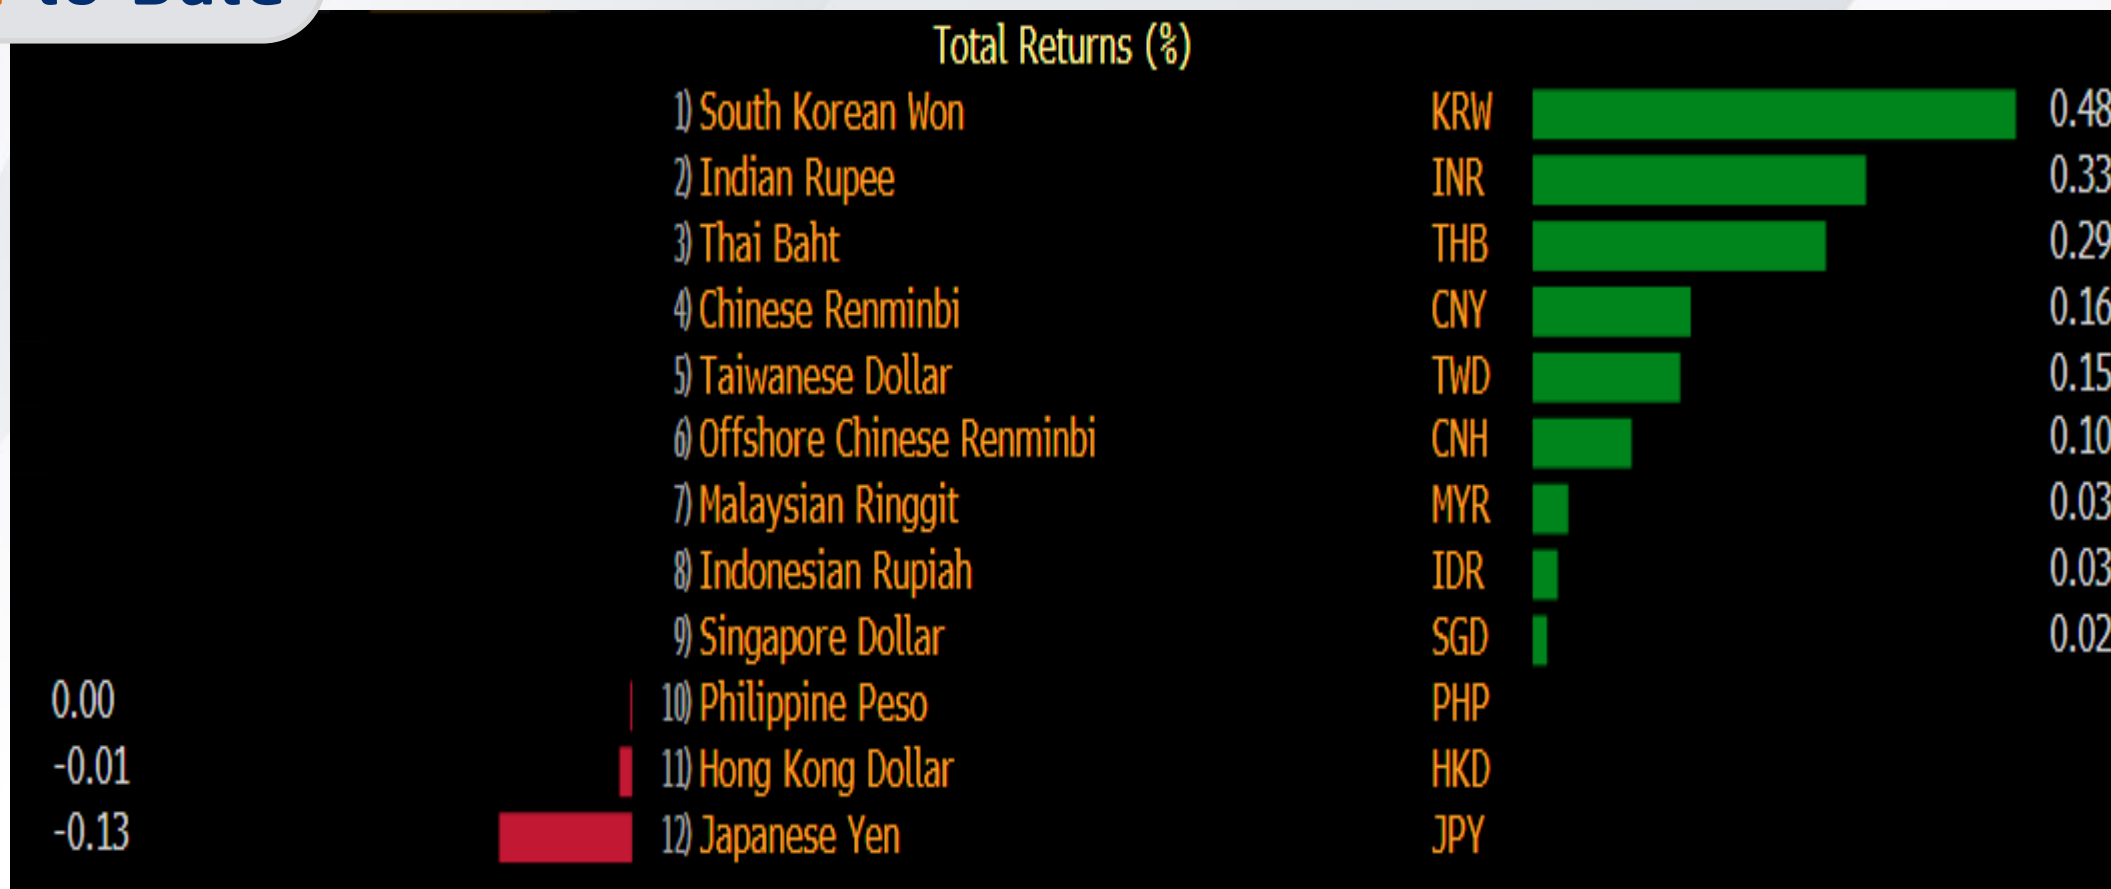 to Date
Total Returns (%)
1) South Korean Won KRW 0.48
2) Indian Rupee INR 0.33
3) Thai Baht THB 0.29
4) Chinese Renminbi CNY 0.16
5) Taiwanese Dollar TWD 0.15
6) Offshore Chinese Renminbi CNH 0.10
7) Malaysian Ringgit MYR 0.03
8) Indonesian Rupiah IDR 0.03
9) Singapore Dollar SGD 0.02
0.00 10) Philippine Peso PHP
-0.01 11) Hong Kong Dollar HKD
-0.13 12) Japanese Yen JPY